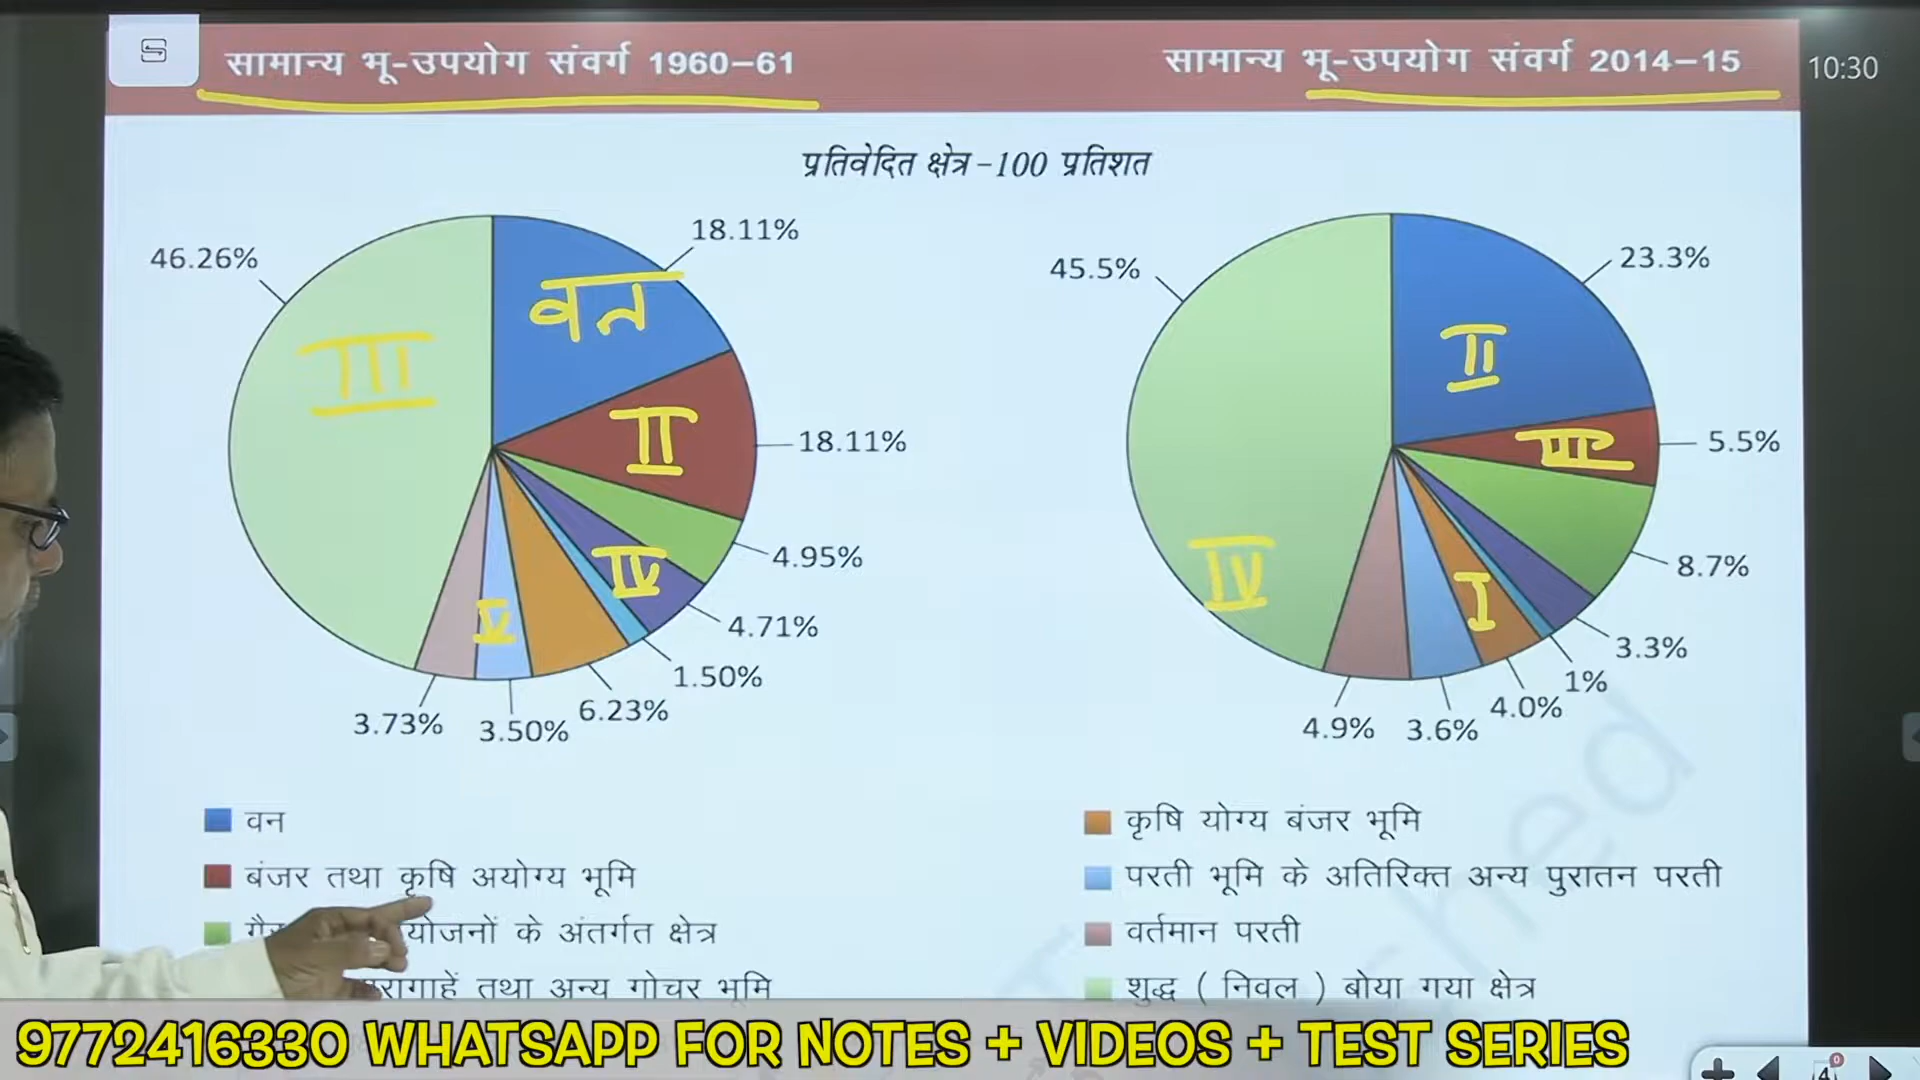 सामान्य भू-उपयोग संवर्ग 1960–61
सामान्य भू-उपयोग संवर्ग 2014–15
10:30
प्रतिवेदित क्षेत्र –100 प्रतिशत
46.26%
18.11%
वन
III
II
18.11%
4.95%
IV
4.71%
V
1.50%
6.23%
3.50%
3.73%
45.5%
23.3%
II
III
5.5%
IV
8.7%
I
3.3%
1%
4.0%
3.6%
4.9%
वन
बंजर तथा कृषि अयोग्य भूमि
के अंतर्गत क्षेत्र
तथा अन्य गोचर भूमि
कृषि योग्य बंजर भूमि
परती भूमि के अतिरिक्त अन्य पुरातन परती
वर्तमान परती
शुद्ध ( निवल ) बोया गया क्षेत्र
9772416330 WHATSAPP FOR NOTES + VIDEOS + TEST SERIES